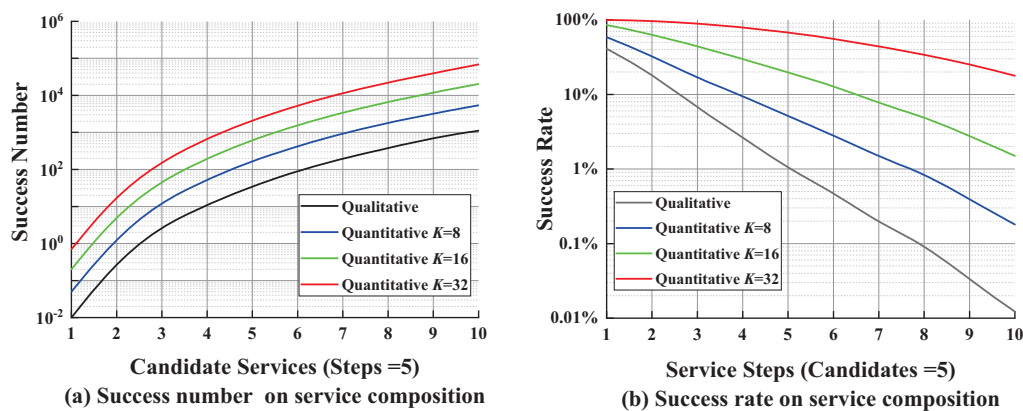 10^6
10^4
10^2
10^0
10^-2
Success Number
Qualitative
Quantitative K=8
Quantitative K=16
Quantitative K=32
1 2 3 4 5 6 7 8 9 10
Candidate Services (Steps =5)
(a) Success number on service composition
100%
10%
1%
0.1%
0.01%
Success Rate
Qualitative
Quantitative K=8
Quantitative K=16
Quantitative K=32
1 2 3 4 5 6 7 8 9 10
Service Steps (Candidates =5)
(b) Success rate on service composition